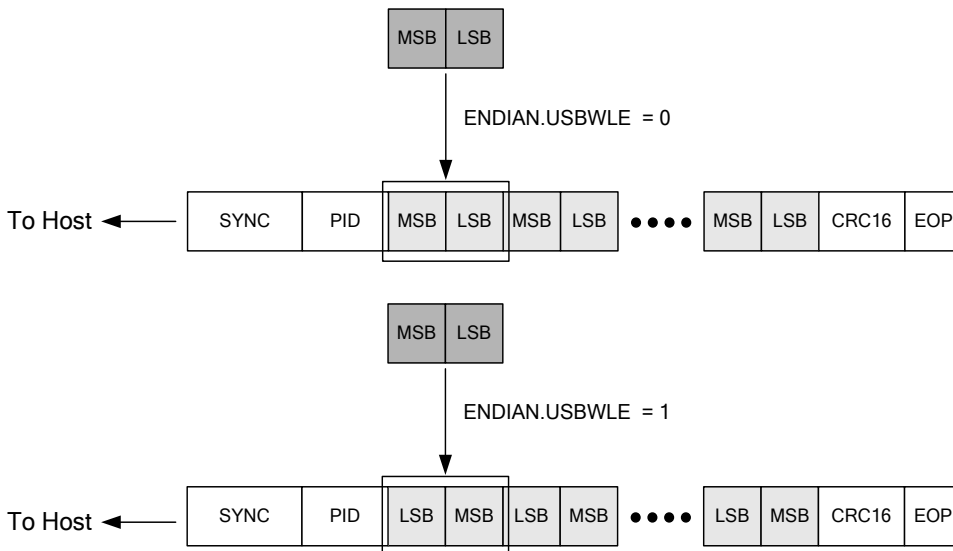 MSB LSB
ENDIAN.USBWLE = 0
To Host SYNC PID MSB LSB MSB LSB MSB LSB CRC16 EOP
MSB LSB
ENDIAN.USBWLE = 1
To Host SYNC PID LSB MSB LSB MSB LSB MSB CRC16 EOP